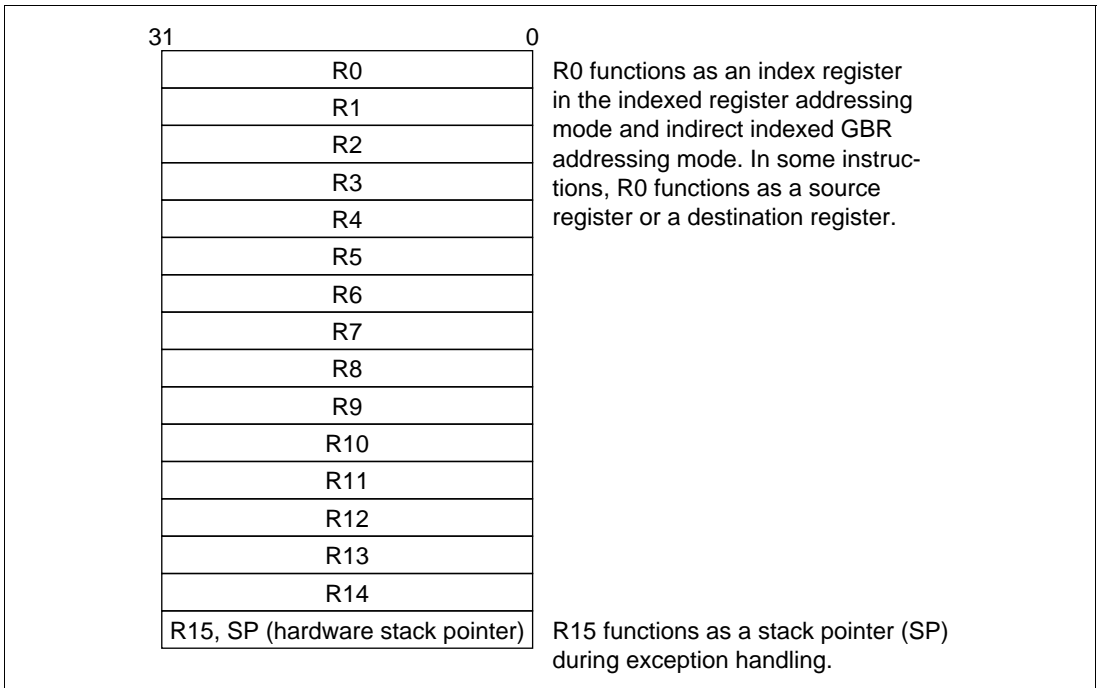 31 0
R0
R1
R2
R3
R4
R5
R6
R7
R8
R9
R10
R11
R12
R13
R14
R15, SP (hardware stack pointer)
R0 functions as an index register
in the indexed register addressing
mode and indirect indexed GBR
addressing mode. In some instruc-
tions, R0 functions as a source
register or a destination register.
R15 functions as a stack pointer (SP)
during exception handling.